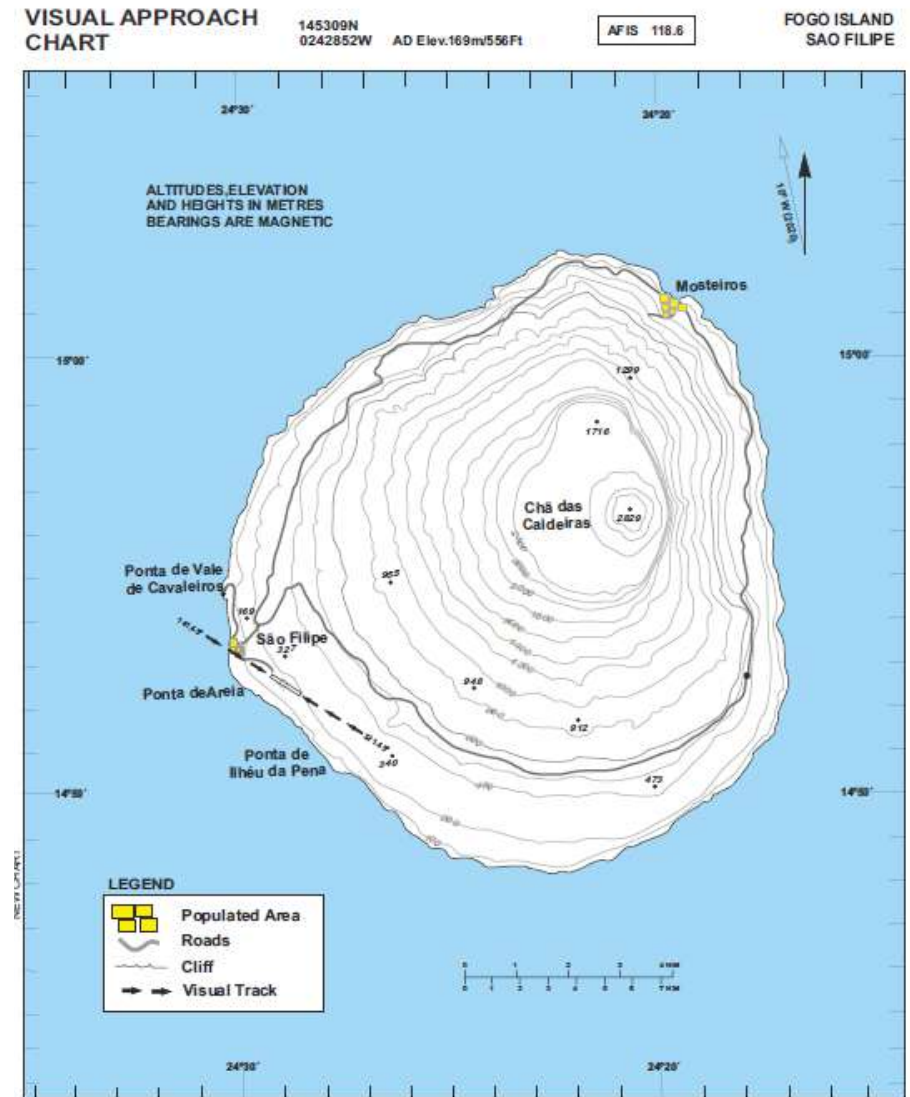 VISUAL APPROACH
CHART
145309N
0242852W AD Elev.169m/556Ft
AFIS 118.6
FOGO ISLAND
SAO FILIPE
24°30´
24°20´
ALTITUDES,ELEVATION
AND HEIGHTS IN METRES
BEARINGS ARE MAGNETIC
Mosteiros
15°00´
15°00´
1299
1716
Chã das
Caldeiras
2829
Ponta de Vale
de Cavaleiros
955
169
São Filipe
327
Ponta deAreia
948
912
Ponta de
Ilhéu da Pena
340
473
14°50´
14°50´
NEW CHART
LEGEND
Populated Area
Roads
Cliff
Visual Track
24°30´
24°20´